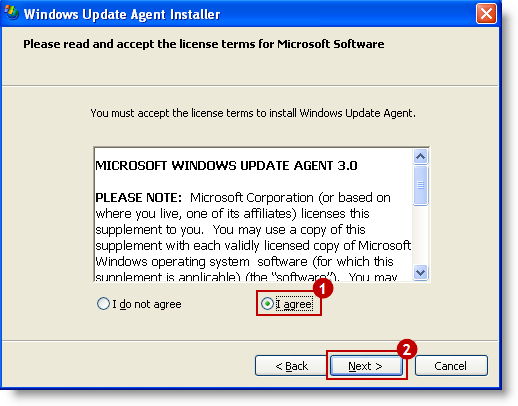 Windows Update Agent Installer
Please read and accept the license terms for Microsoft Software
You must accept the license terms to install Windows Update Agent.
MICROSOFT WINDOWS UPDATE AGENT 3.0
PLEASE NOTE: Microsoft Corporation (or based on
where you live, one of its affiliates) licenses this
supplement to you. You may use a copy of this
supplement with each validly licensed copy of Microsoft
Windows operating system software (for which this
supplement is applicable) (the "software"). You may
I do not agree
I agree
1
< Back
Next >
2
Cancel